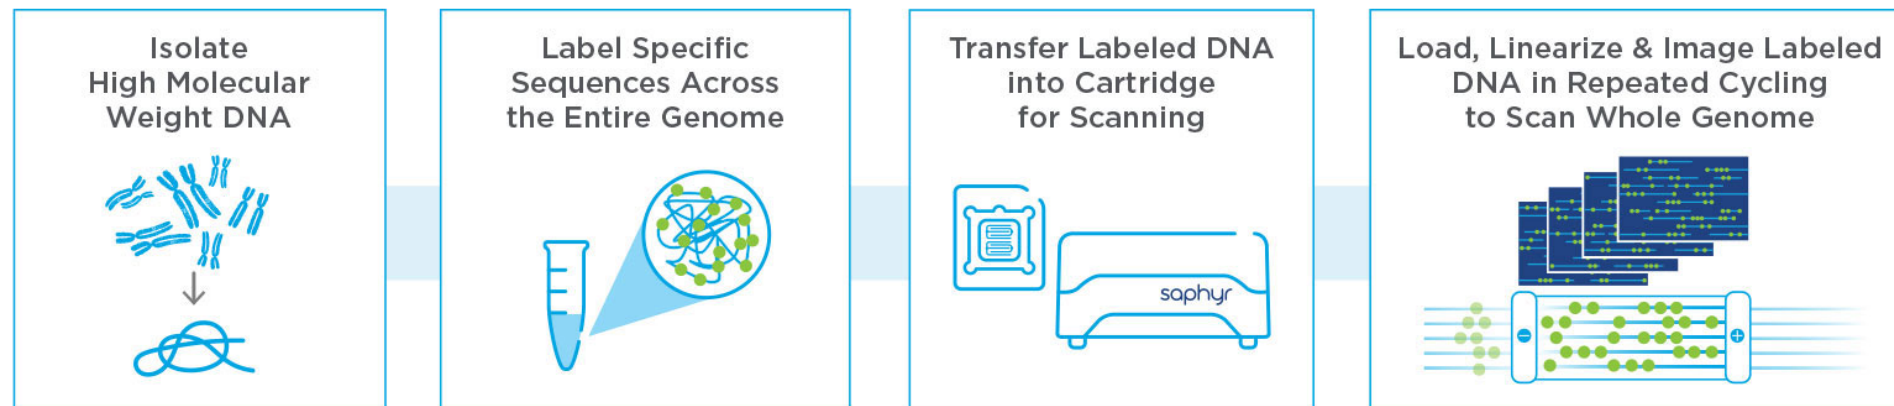 Isolate
High Molecular
Weight DNA
Label Specific
Sequences Across
the Entire Genome
Transfer Labeled DNA
into Cartridge
for Scanning
saphyr
Load, Linearize & Image Labeled
DNA in Repeated Cycling
to Scan Whole Genome